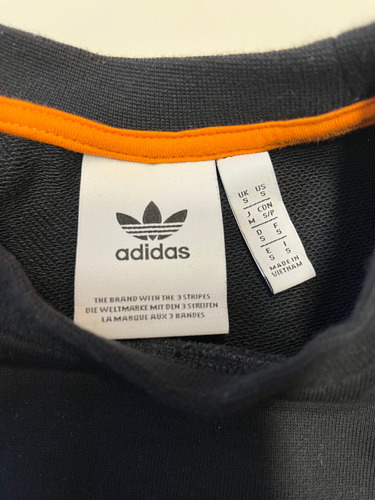 adidas
THE BRAND WITH THE 3 STRIPES
DIE WELTMARKE MIT DEN 3 STREIFEN
LA MARQUE AUX 3 BANDES
UK US
S S
J CDN
M S/P
D F
S S
E I
S S
MADE IN
VIETNAM